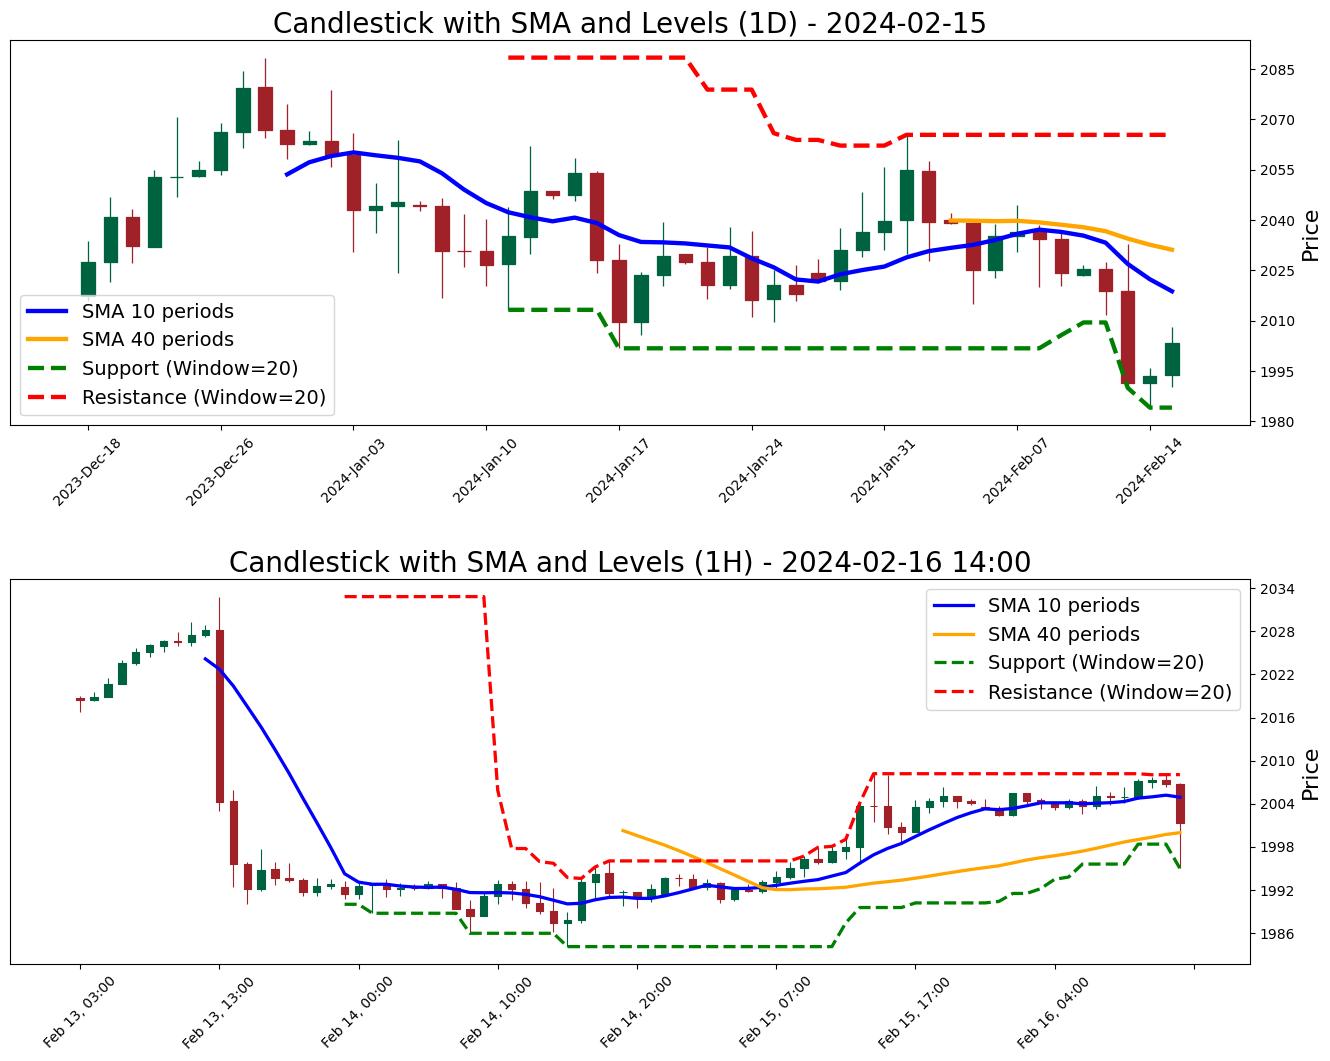 Candlestick with SMA and Levels (1D) - 2024-02-15
2085
2070
2055
2040
2025
2010
1995
1980
Price
SMA 10 periods
SMA 40 periods
Support (Window=20)
Resistance (Window=20)
2023-Dec-18
2023-Dec-26
2024-Jan-03
2024-Jan-10
2024-Jan-17
2024-Jan-24
2024-Jan-31
2024-Feb-07
2024-Feb-14
Candlestick with SMA and Levels (1H) - 2024-02-16 14:00
SMA 10 periods
SMA 40 periods
Support (Window=20)
Resistance (Window=20)
2034
2028
2022
2016
2010
2004
1998
1992
1986
Price
Feb 13, 03:00
Feb 13, 13:00
Feb 14, 00:00
Feb 14, 10:00
Feb 14, 20:00
Feb 15, 07:00
Feb 15, 17:00
Feb 16, 04:00